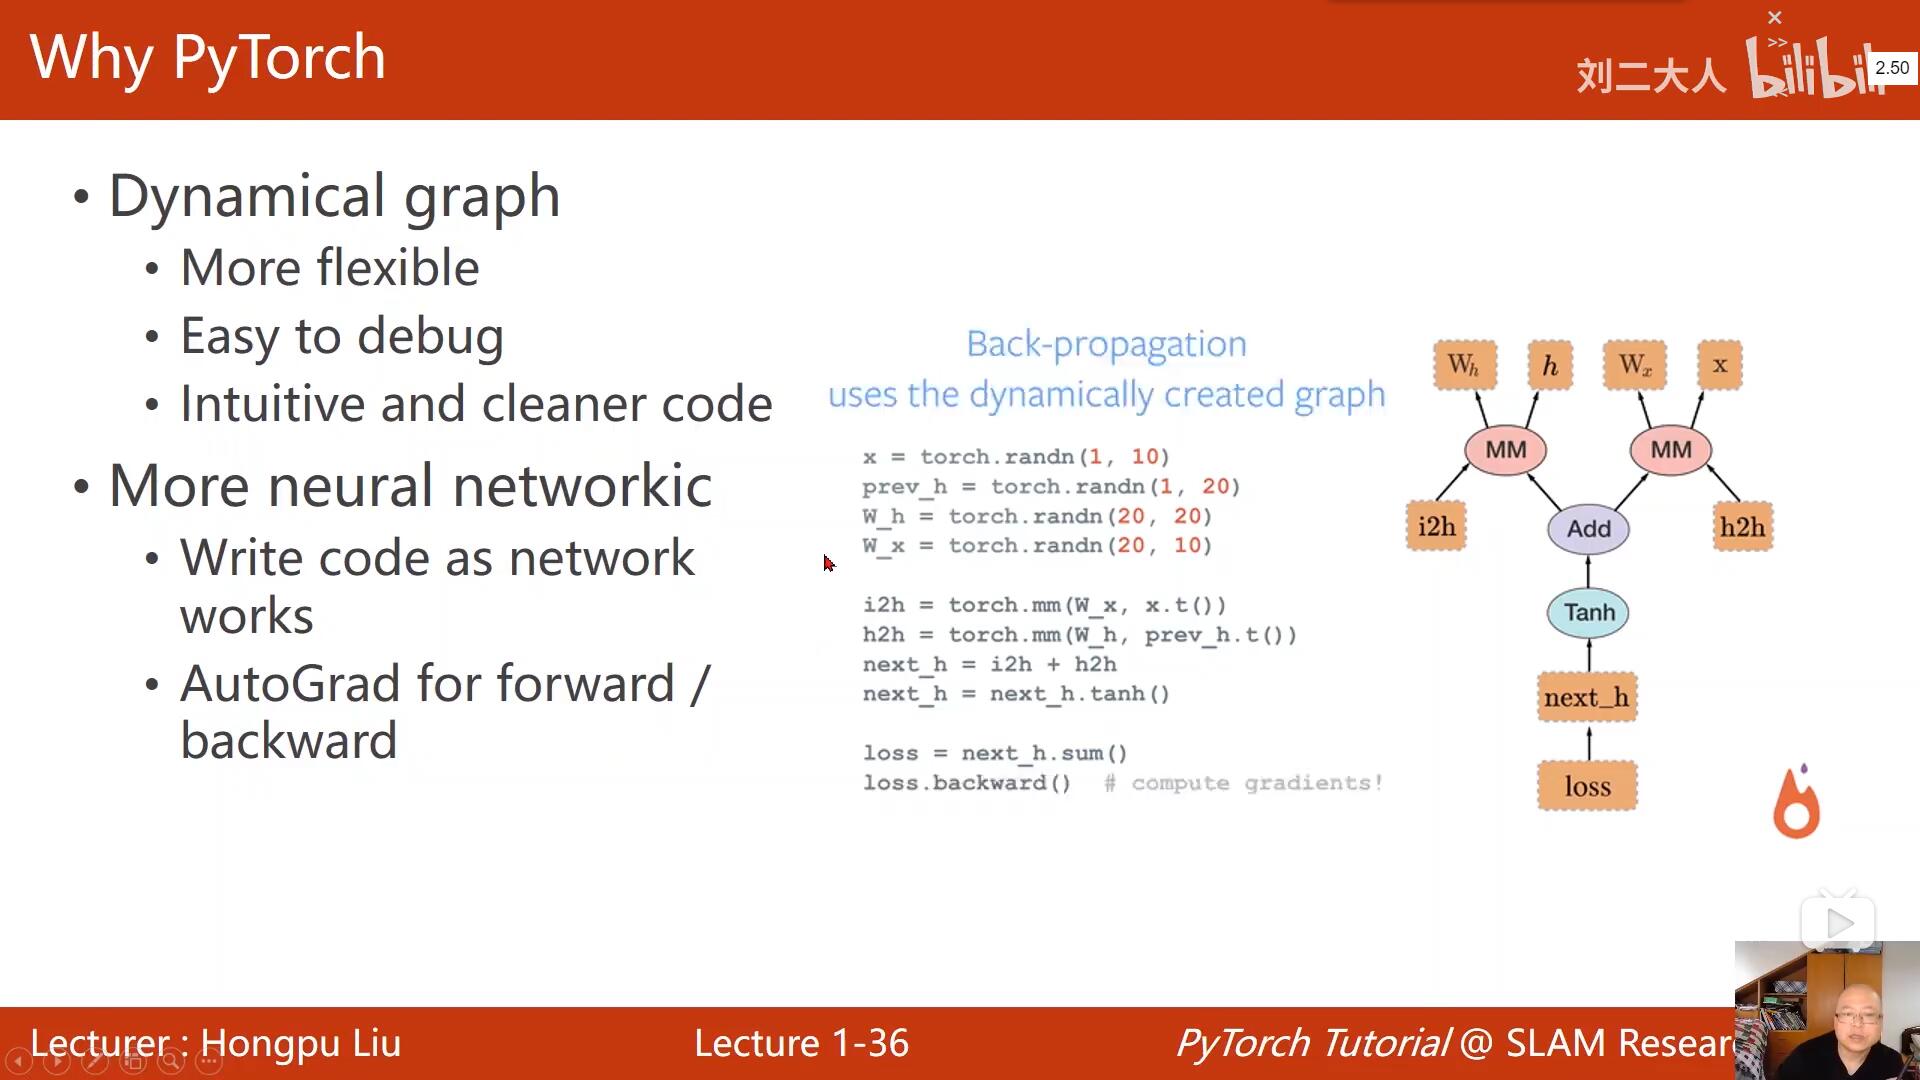 Why PyTorch
刘二大人 bilibili
>>
2.50
• Dynamical graph
• More flexible
• Easy to debug
• Intuitive and cleaner code
• More neural networkic
• Write code as network
works
• AutoGrad for forward /
backward
Back-propagation
uses the dynamically created graph
x = torch.randn(1, 10)
prev_h = torch.randn(1, 20)
W_h = torch.randn(20, 20)
W_x = torch.randn(20, 10)
i2h = torch.mm(W_x, x.t())
h2h = torch.mm(W_h, prev_h.t())
next_h = i2h + h2h
next_h = next_h.tanh()
loss = next_h.sum()
loss.backward() # compute gradients!
W_h h W_x x
MM MM
i2h Add h2h
Tanh
next_h
loss
Lecturer : Hongpu Liu
Lecture 1-36
PyTorch Tutorial @ SLAM Resear